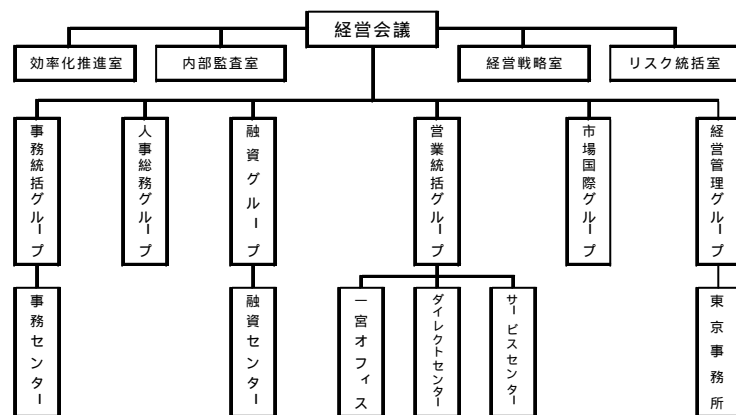 経営会議
効率化推進室
内部監査室
経営戦略室
リスク統括室
事務統括グループ
人事総務グループ
融資グループ
営業統括グループ
市場国際グループ
経営管理グループ
事務センター
融資センター
一宮オフィス
ダイレクトセンター
サービスセンター
東京事務所